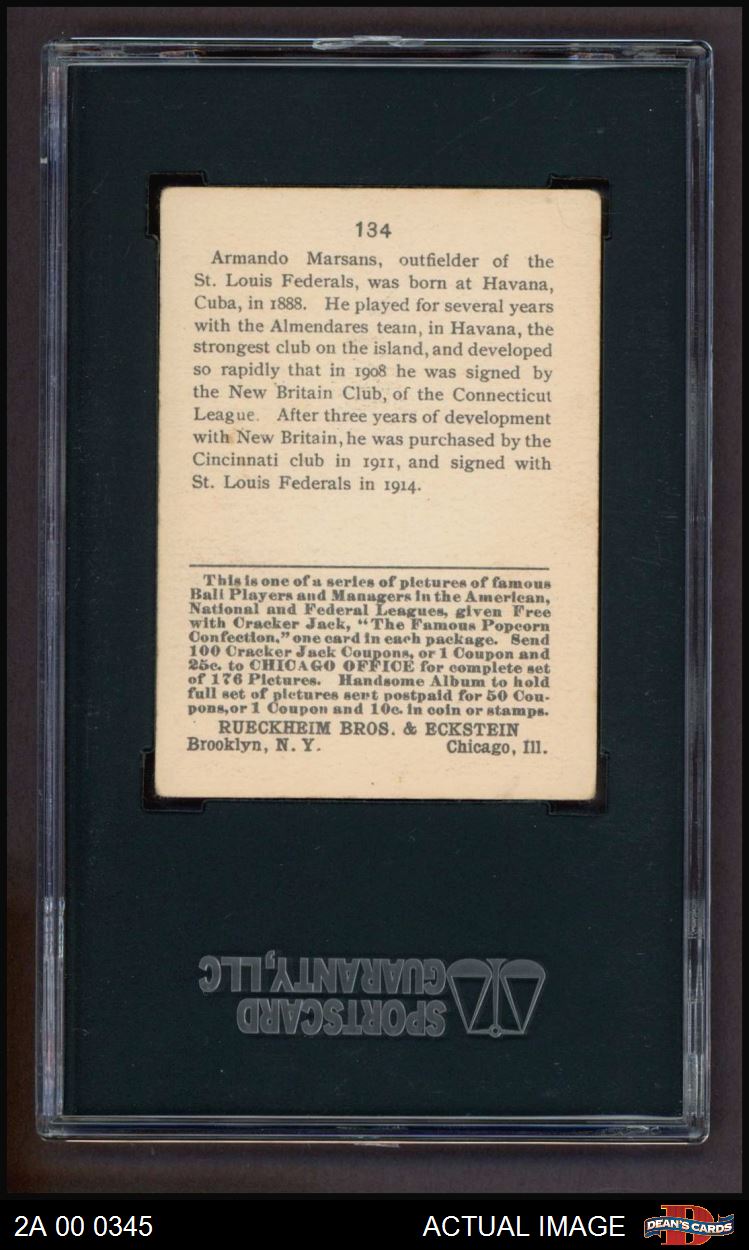 134
Armando Marsans, outfielder of the
St. Louis Federals, was born at Havana,
Cuba, in 1888. He played for several years
with the Almendares team, in Havana, the
strongest club on the island, and developed
so rapidly that in 1908 he was signed by
the New Britain Club, of the Connecticut
League. After three years of development
with New Britain, he was purchased by the
Cincinnati club in 1911, and signed with
St. Louis Federals in 1914.
This is one of a series of pictures of famous
Ball Players and Managers in the American,
National and Federal Leagues, given Free
with Cracker Jack, "The Famous Popcorn
Confection," one card in each package. Send
100 Cracker Jack Coupons, or 1 Coupon and
25c. to CHICAGO OFFICE for complete set
of 176 Pictures. Handsome Album to hold
full set of pictures sent postpaid for 50 Cou-
pons, or 1 Coupon and 10c. in coin or stamps.
RUECKHEIM BROS. & ECKSTEIN
Brooklyn, N. Y. Chicago, Ill.
SPORTSCARD
GUARANTY, LLC
2A 00 0345 ACTUAL IMAGE DEAN'S CARDS